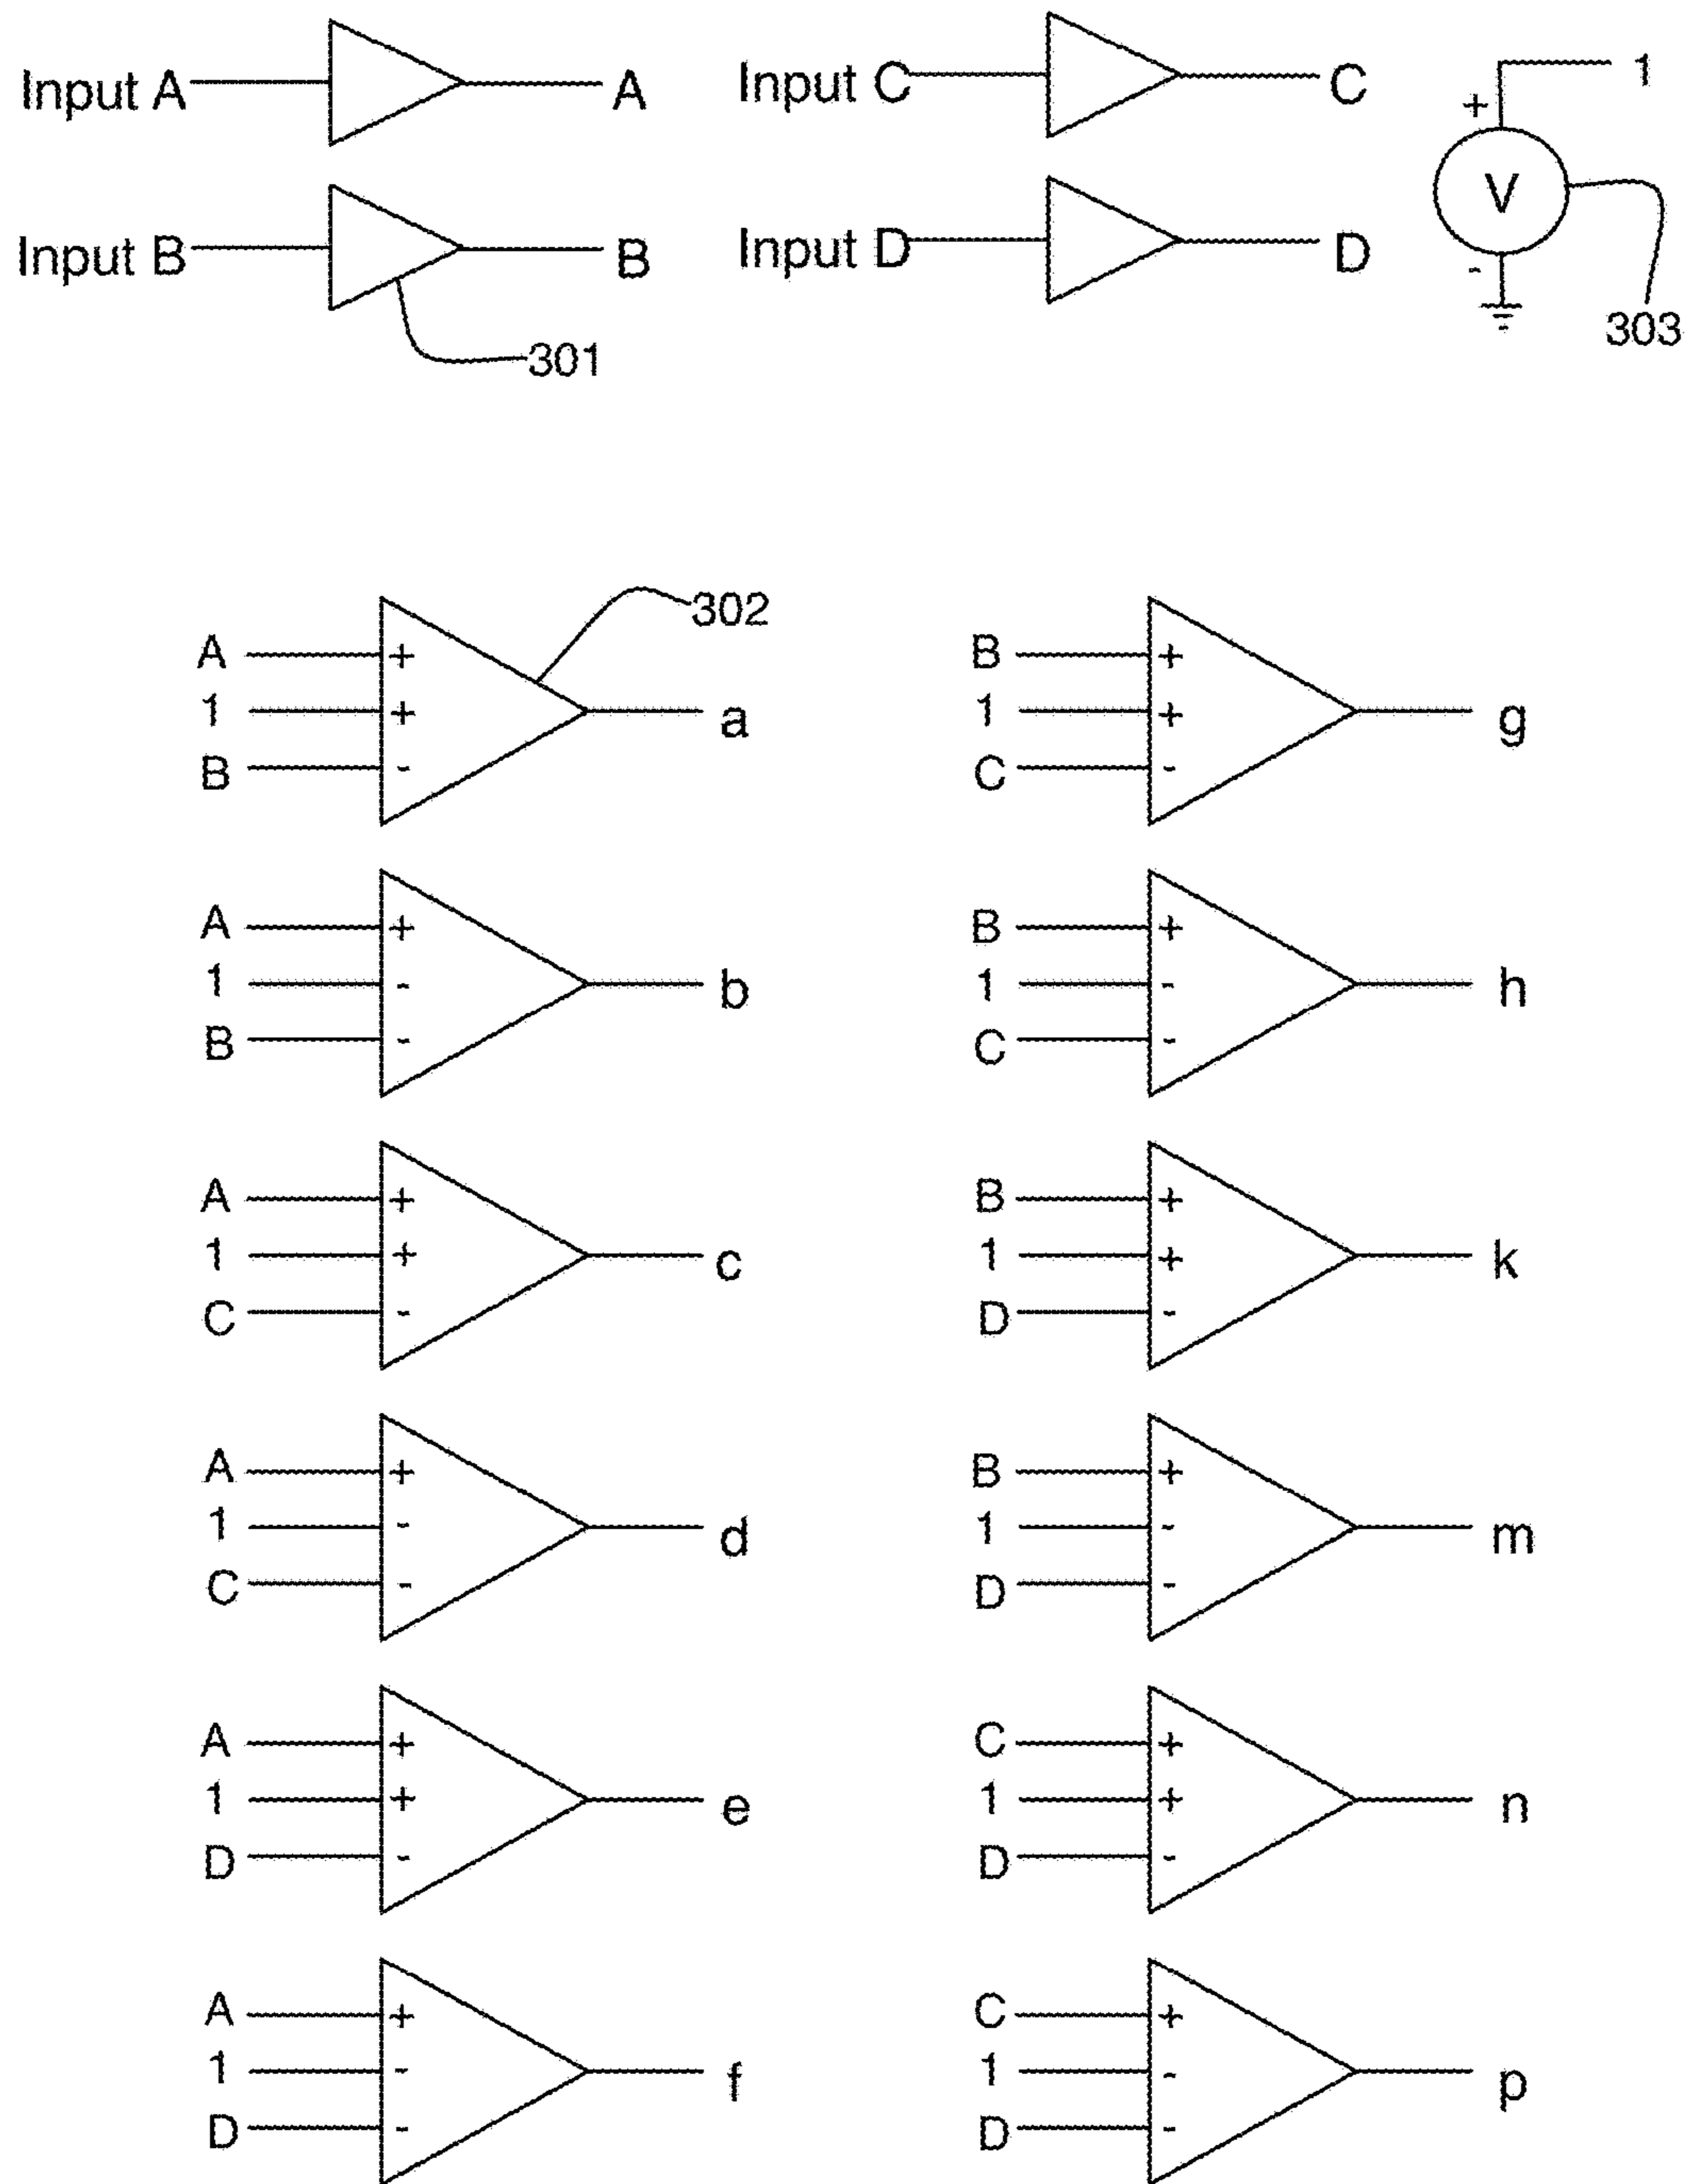 Input A A
Input C C
+ 1
V
-
303
Input B B
Input D D
301
302
A + 
1 + a
B -
B +
1 + g
C -
A +
1 - b
B -
B +
1 - h
C -
A +
1 + c
C -
B +
1 + k
D -
A +
1 - d
C -
B +
1 - m
D -
A +
1 + e
D -
C +
1 + n
D -
A +
1 - f
D -
C +
1 - p
D -